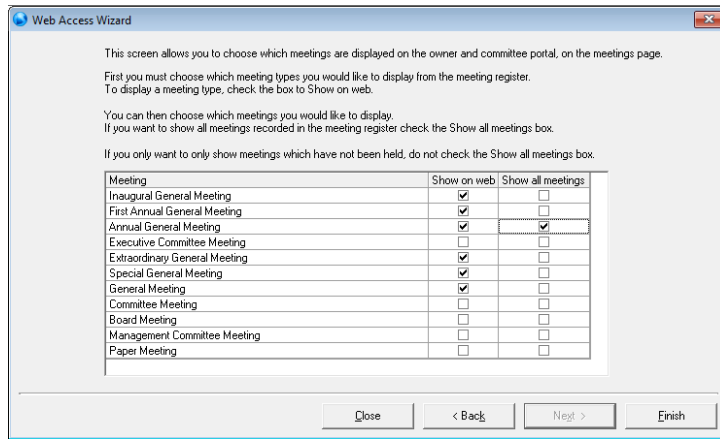 Web Access Wizard
This screen allows you to choose which meetings are displayed on the owner and committee portal, on the meetings page.
First you must choose which meeting types you would like to display from the meeting register.
To display a meeting type, check the box to Show on web.
You can then choose which meetings you would like to display.
If you want to show all meetings recorded in the meeting register check the Show all meetings box.
If you only want to only show meetings which have not been held, do not check the Show all meetings box.
Meeting Show on web Show all meetings
Inaugural General Meeting
First Annual General Meeting
Annual General Meeting
Executive Committee Meeting
Extraordinary General Meeting
Special General Meeting
General Meeting
Committee Meeting
Board Meeting
Management Committee Meeting
Paper Meeting
Close < Back Next > Finish